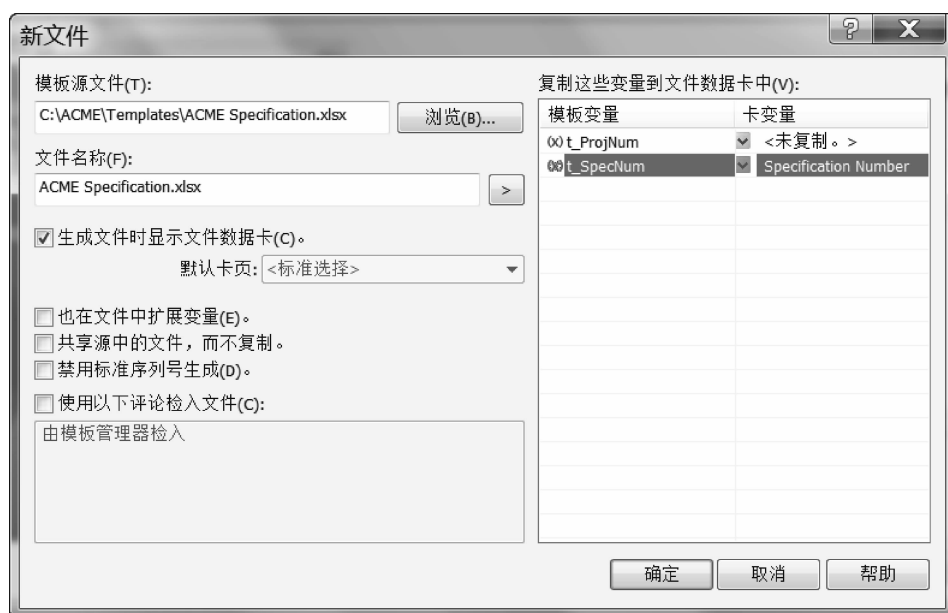 新文件
模板源文件(T):
C:\ACME\Templates\ACME Specification.xlsx
浏览(B)...
文件名称(F):
ACME Specification.xlsx
>
生成文件时显示文件数据卡(C)。
默认卡页: <标准选择>
也在文件中扩展变量(E)。
共享源中的文件，而不复制。
禁用标准序列号生成(D)。
使用以下评论检入文件(C):
由模板管理器检入
复制这些变量到文件数据卡中(V):
模板变量 卡变量
(x) t_ProjNum <未复制。>
t_SpecNum Specification Number
确定 取消 帮助